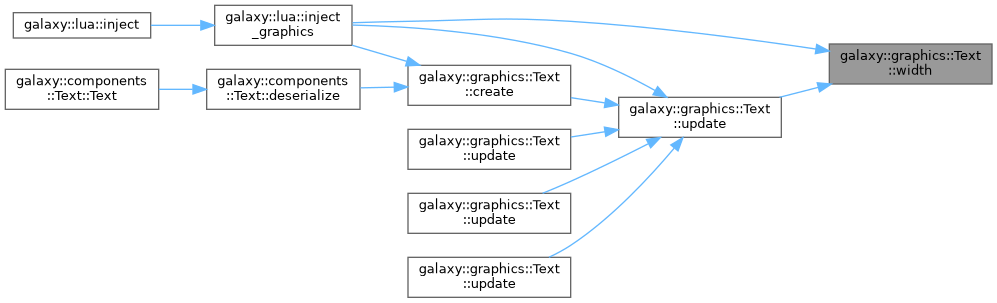 galaxy::lua::inject
galaxy::lua::inject
_graphics
galaxy::graphics::Text
::width
galaxy::components
::Text::Text
galaxy::components
::Text::deserialize
galaxy::graphics::Text
::create
galaxy::graphics::Text
::update
galaxy::graphics::Text
::update
galaxy::graphics::Text
::update
galaxy::graphics::Text
::update